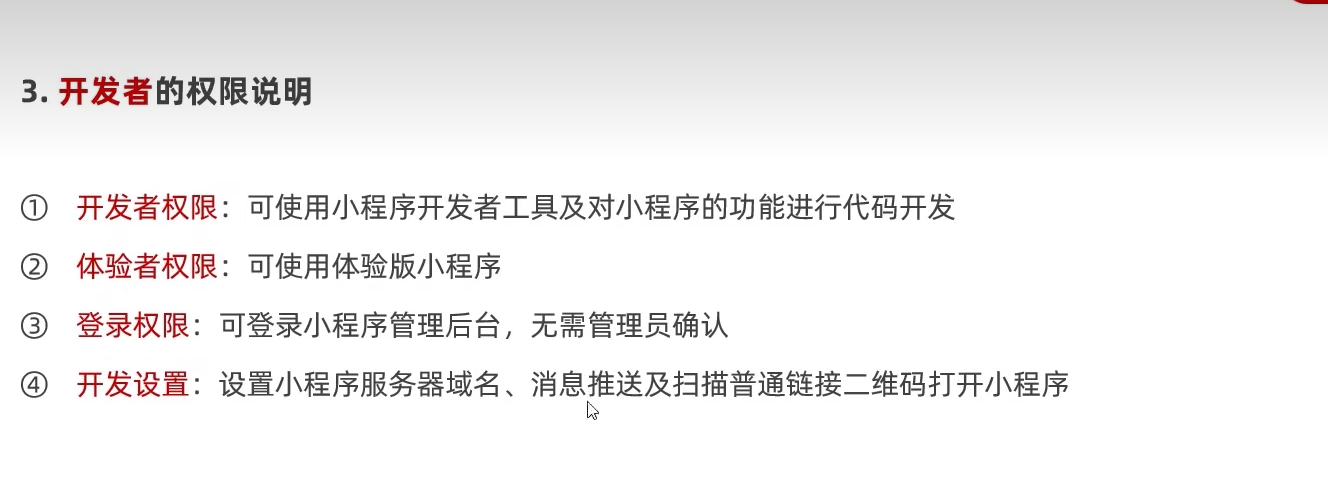 3. 开发者的权限说明
① 开发者权限：可使用小程序开发者工具及对小程序的功能进行代码开发
② 体验者权限：可使用体验版小程序
③ 登录权限：可登录小程序管理后台，无需管理员确认
④ 开发设置：设置小程序服务器域名、消息推送及扫描普通链接二维码打开小程序